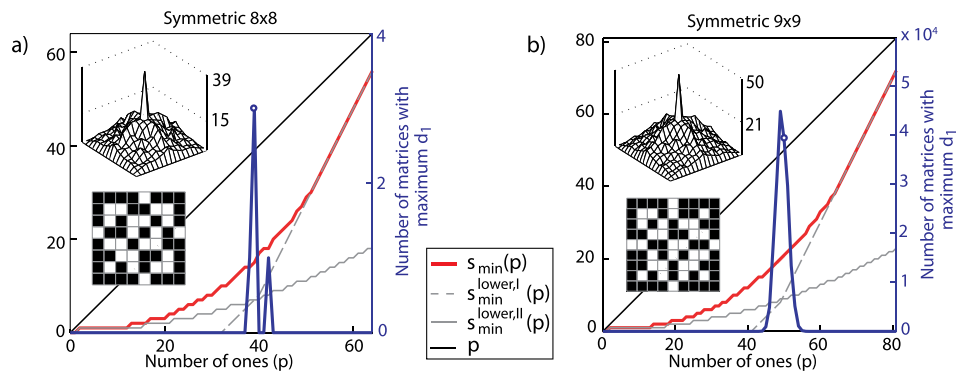 Symmetric 8x8
a)
60
40
20
0
0
20
40
60
Number of ones (p)
39
15
4
2
0
Number of matrices with
maximum d1
smin(p)
smin lower,I (p)
smin lower,II (p)
p
Symmetric 9x9
b)
80
60
40
20
0
0
20
40
60
80
Number of ones (p)
50
21
x 10^4
5
4
3
2
1
0
Number of matrices with
maximum d1